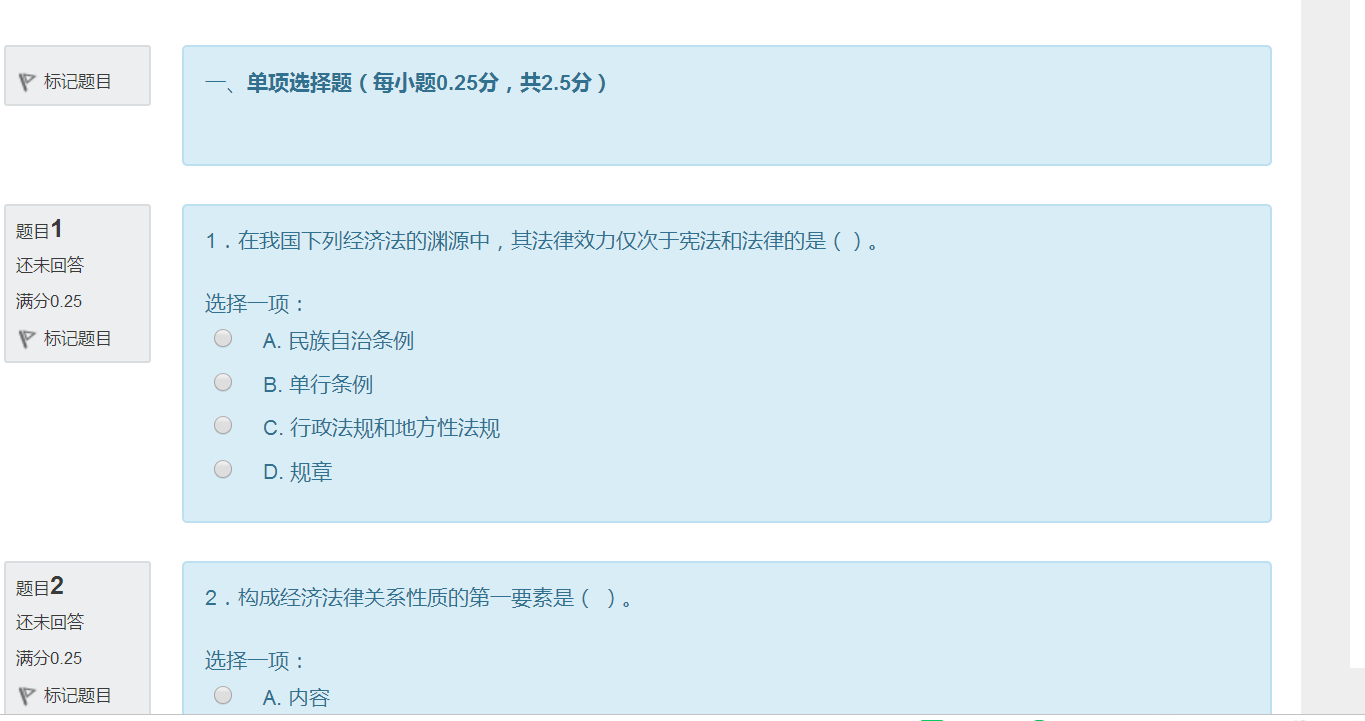 标记题目
一、单项选择题（每小题0.25分，共2.5分）
题目1
还未回答
满分0.25
标记题目
1．在我国下列经济法的渊源中，其法律效力仅次于宪法和法律的是（ ）。
选择一项：
A. 民族自治条例
B. 单行条例
C. 行政法规和地方性法规
D. 规章
题目2
还未回答
满分0.25
标记题目
2．构成经济法律关系性质的第一要素是（  ）。
选择一项：
A. 内容